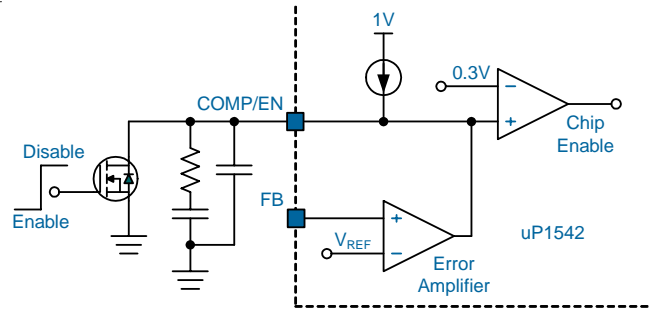 1V
0.3V
COMP/EN
Chip
Enable
Disable
Enable
FB
VREF
Error
Amplifier
uP1542
+
−
+
−